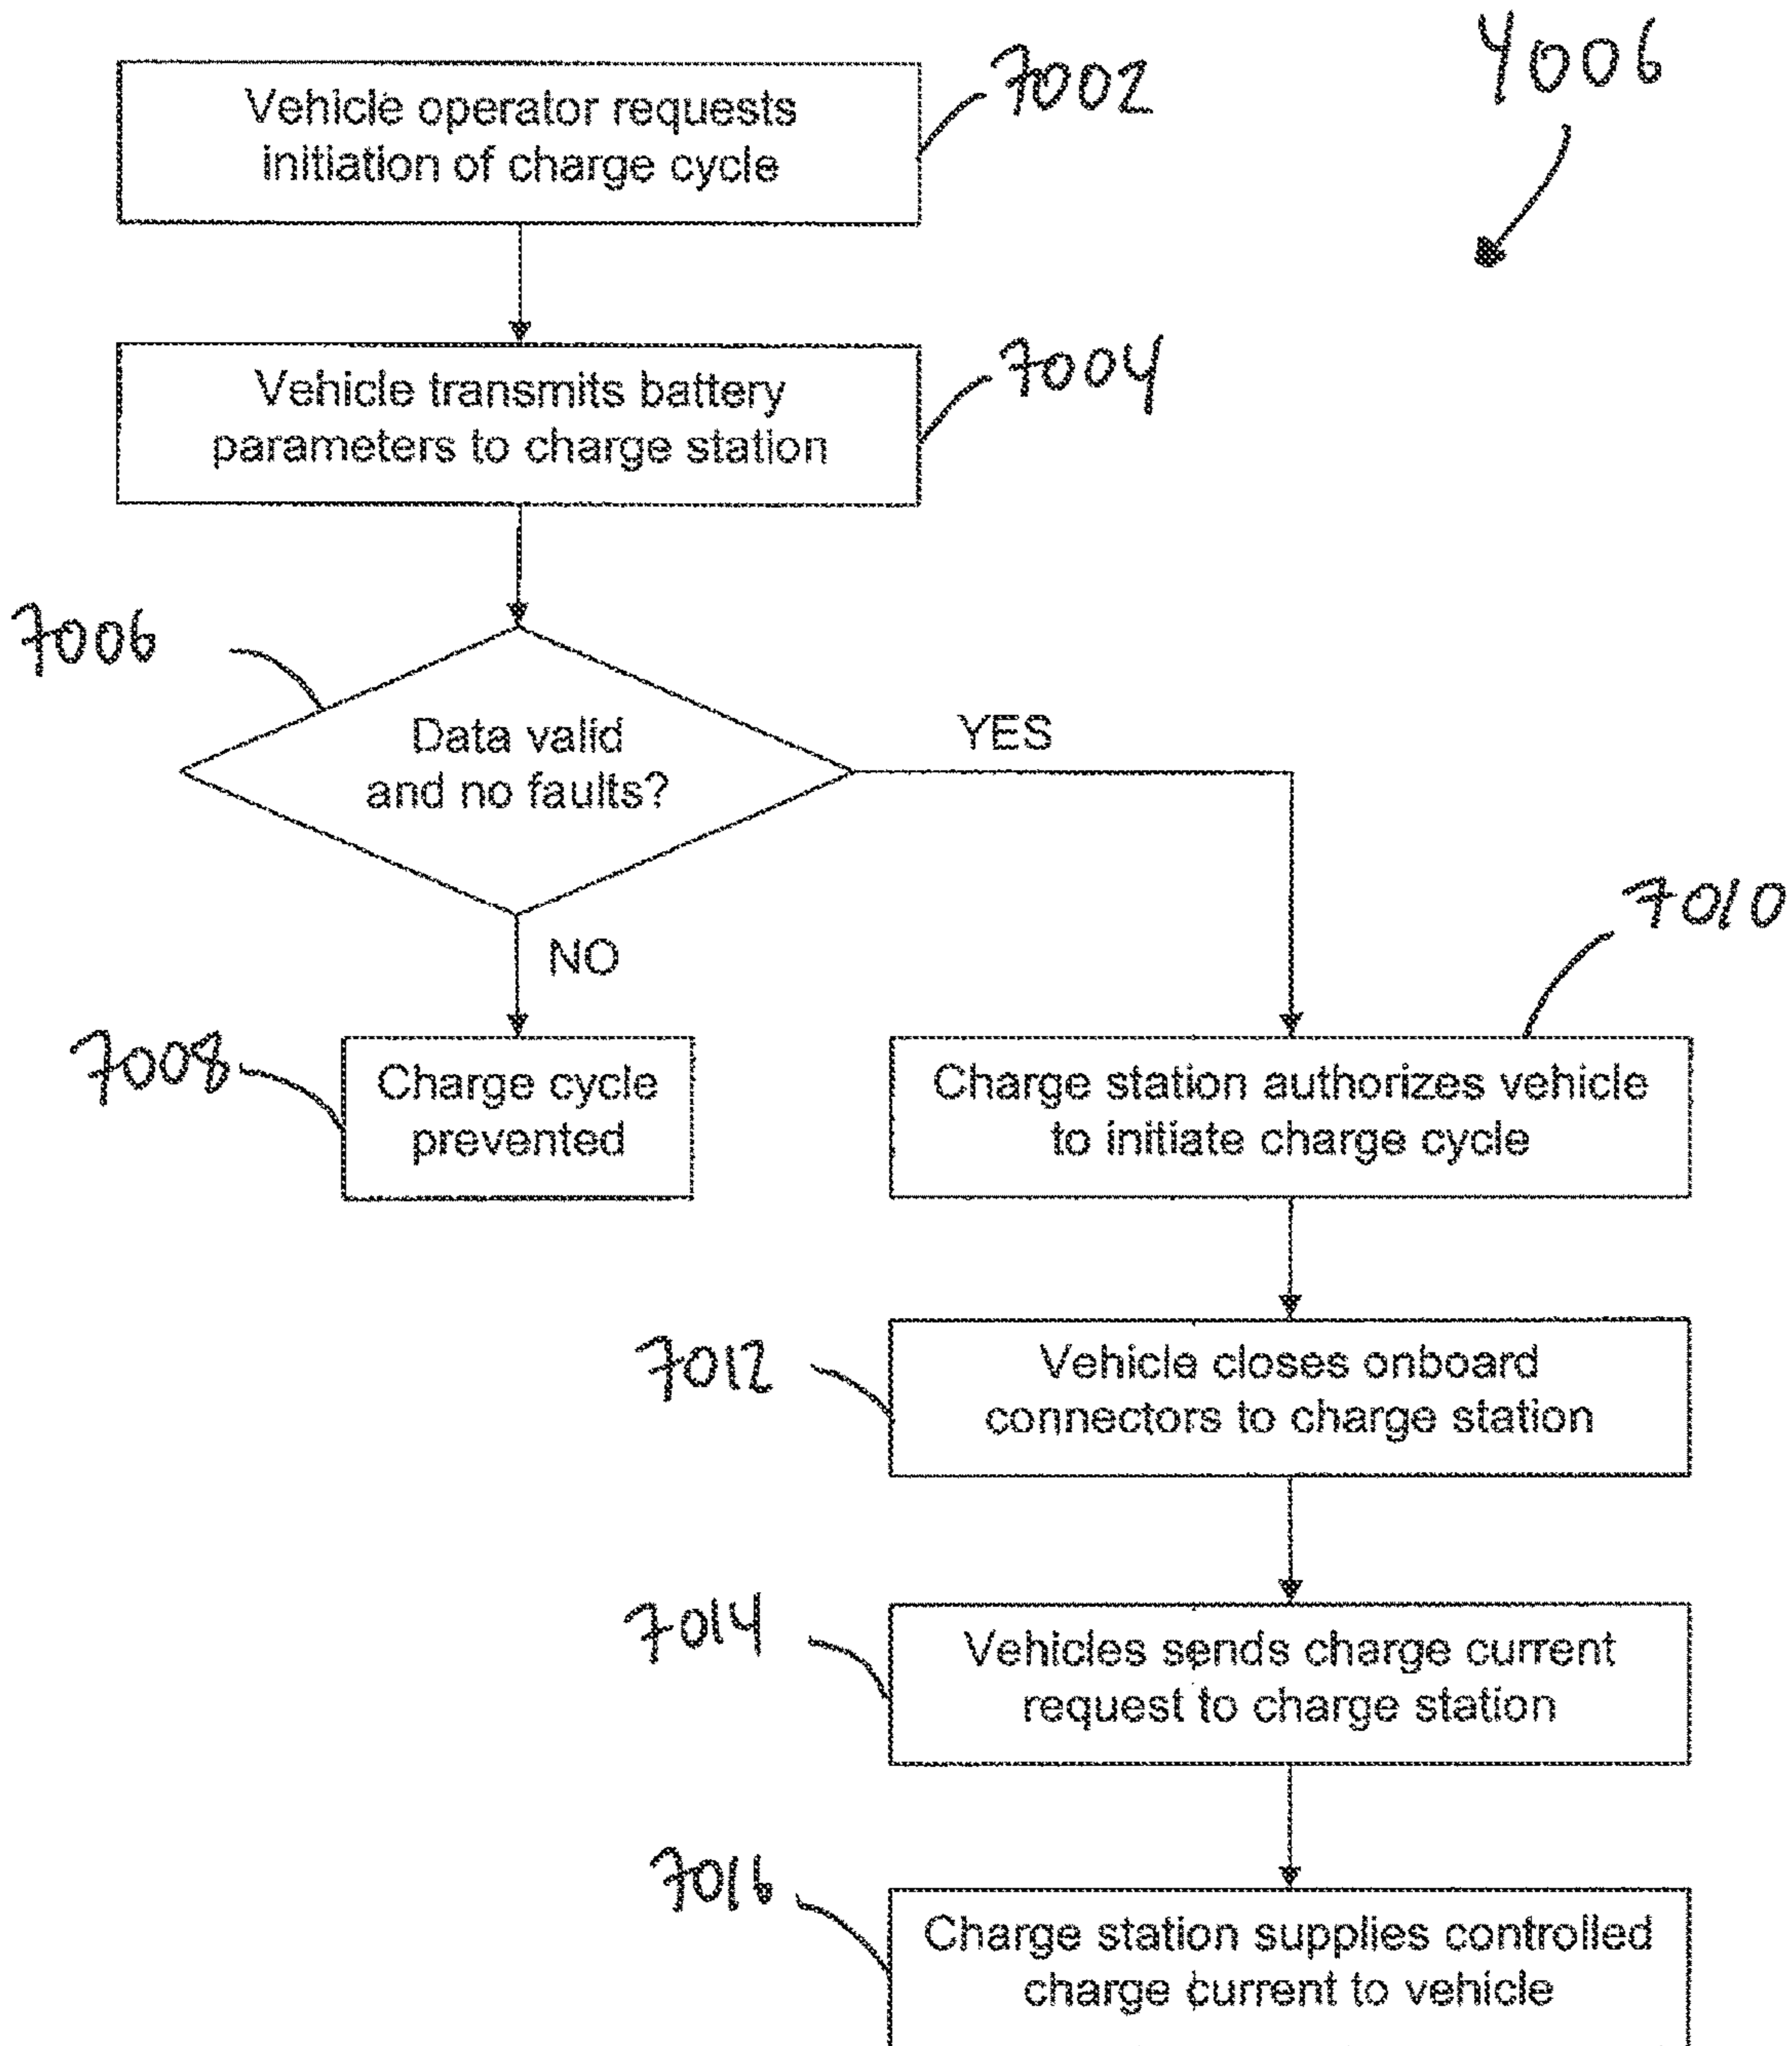 4006
Vehicle operator requests
initiation of charge cycle
7002
Vehicle transmits battery
parameters to charge station
7004
7006
Data valid
and no faults?
YES
NO
7008
Charge cycle
prevented
7010
Charge station authorizes vehicle
to initiate charge cycle
7012
Vehicle closes onboard
connectors to charge station
7014
Vehicles sends charge current
request to charge station
7016
Charge station supplies controlled
charge current to vehicle